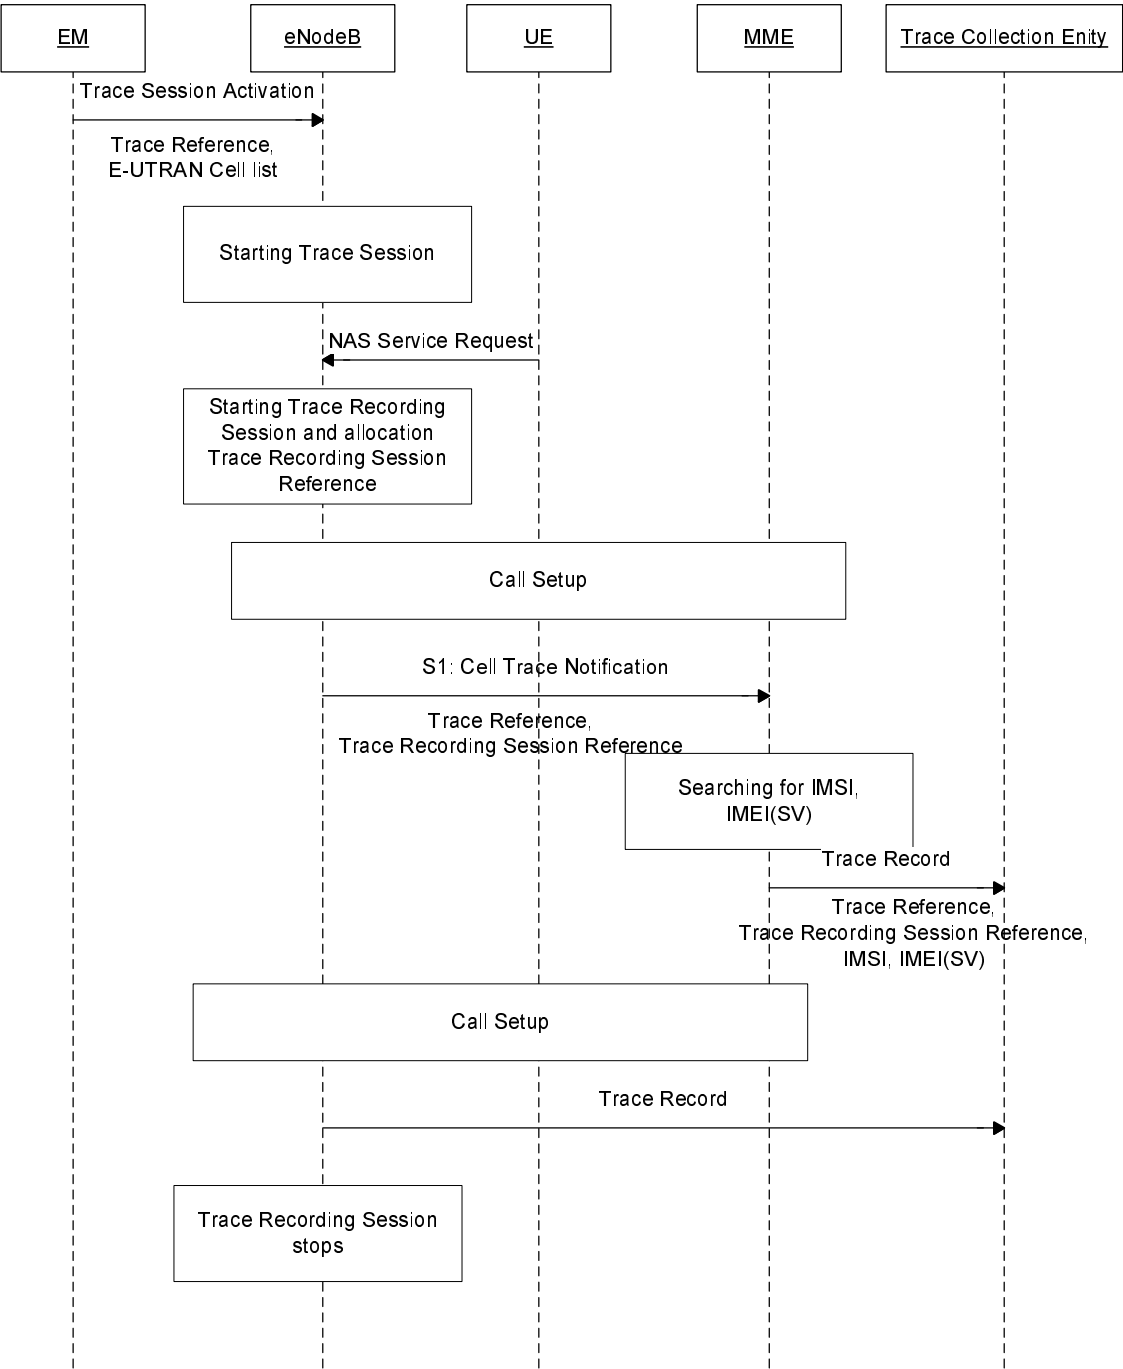 EM
eNodeB
UE
MME
Trace Collection Enity
Trace Session Activation
Trace Reference,
E-UTRAN Cell list
Starting Trace Session
NAS Service Request
Starting Trace Recording
Session and allocation
Trace Recording Session
Reference
Call Setup
S1: Cell Trace Notification
Trace Reference,
Trace Recording Session Reference
Searching for IMSI,
IMEI(SV)
Trace Record
Trace Reference,
Trace Recording Session Reference,
IMSI, IMEI(SV)
Call Setup
Trace Record
Trace Recording Session
stops